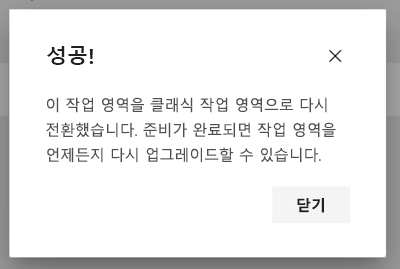 성공!
이 작업 영역을 클래식 작업 영역으로 다시
전환했습니다. 준비가 완료되면 작업 영역을
언제든지 다시 업그레이드할 수 있습니다.
닫기